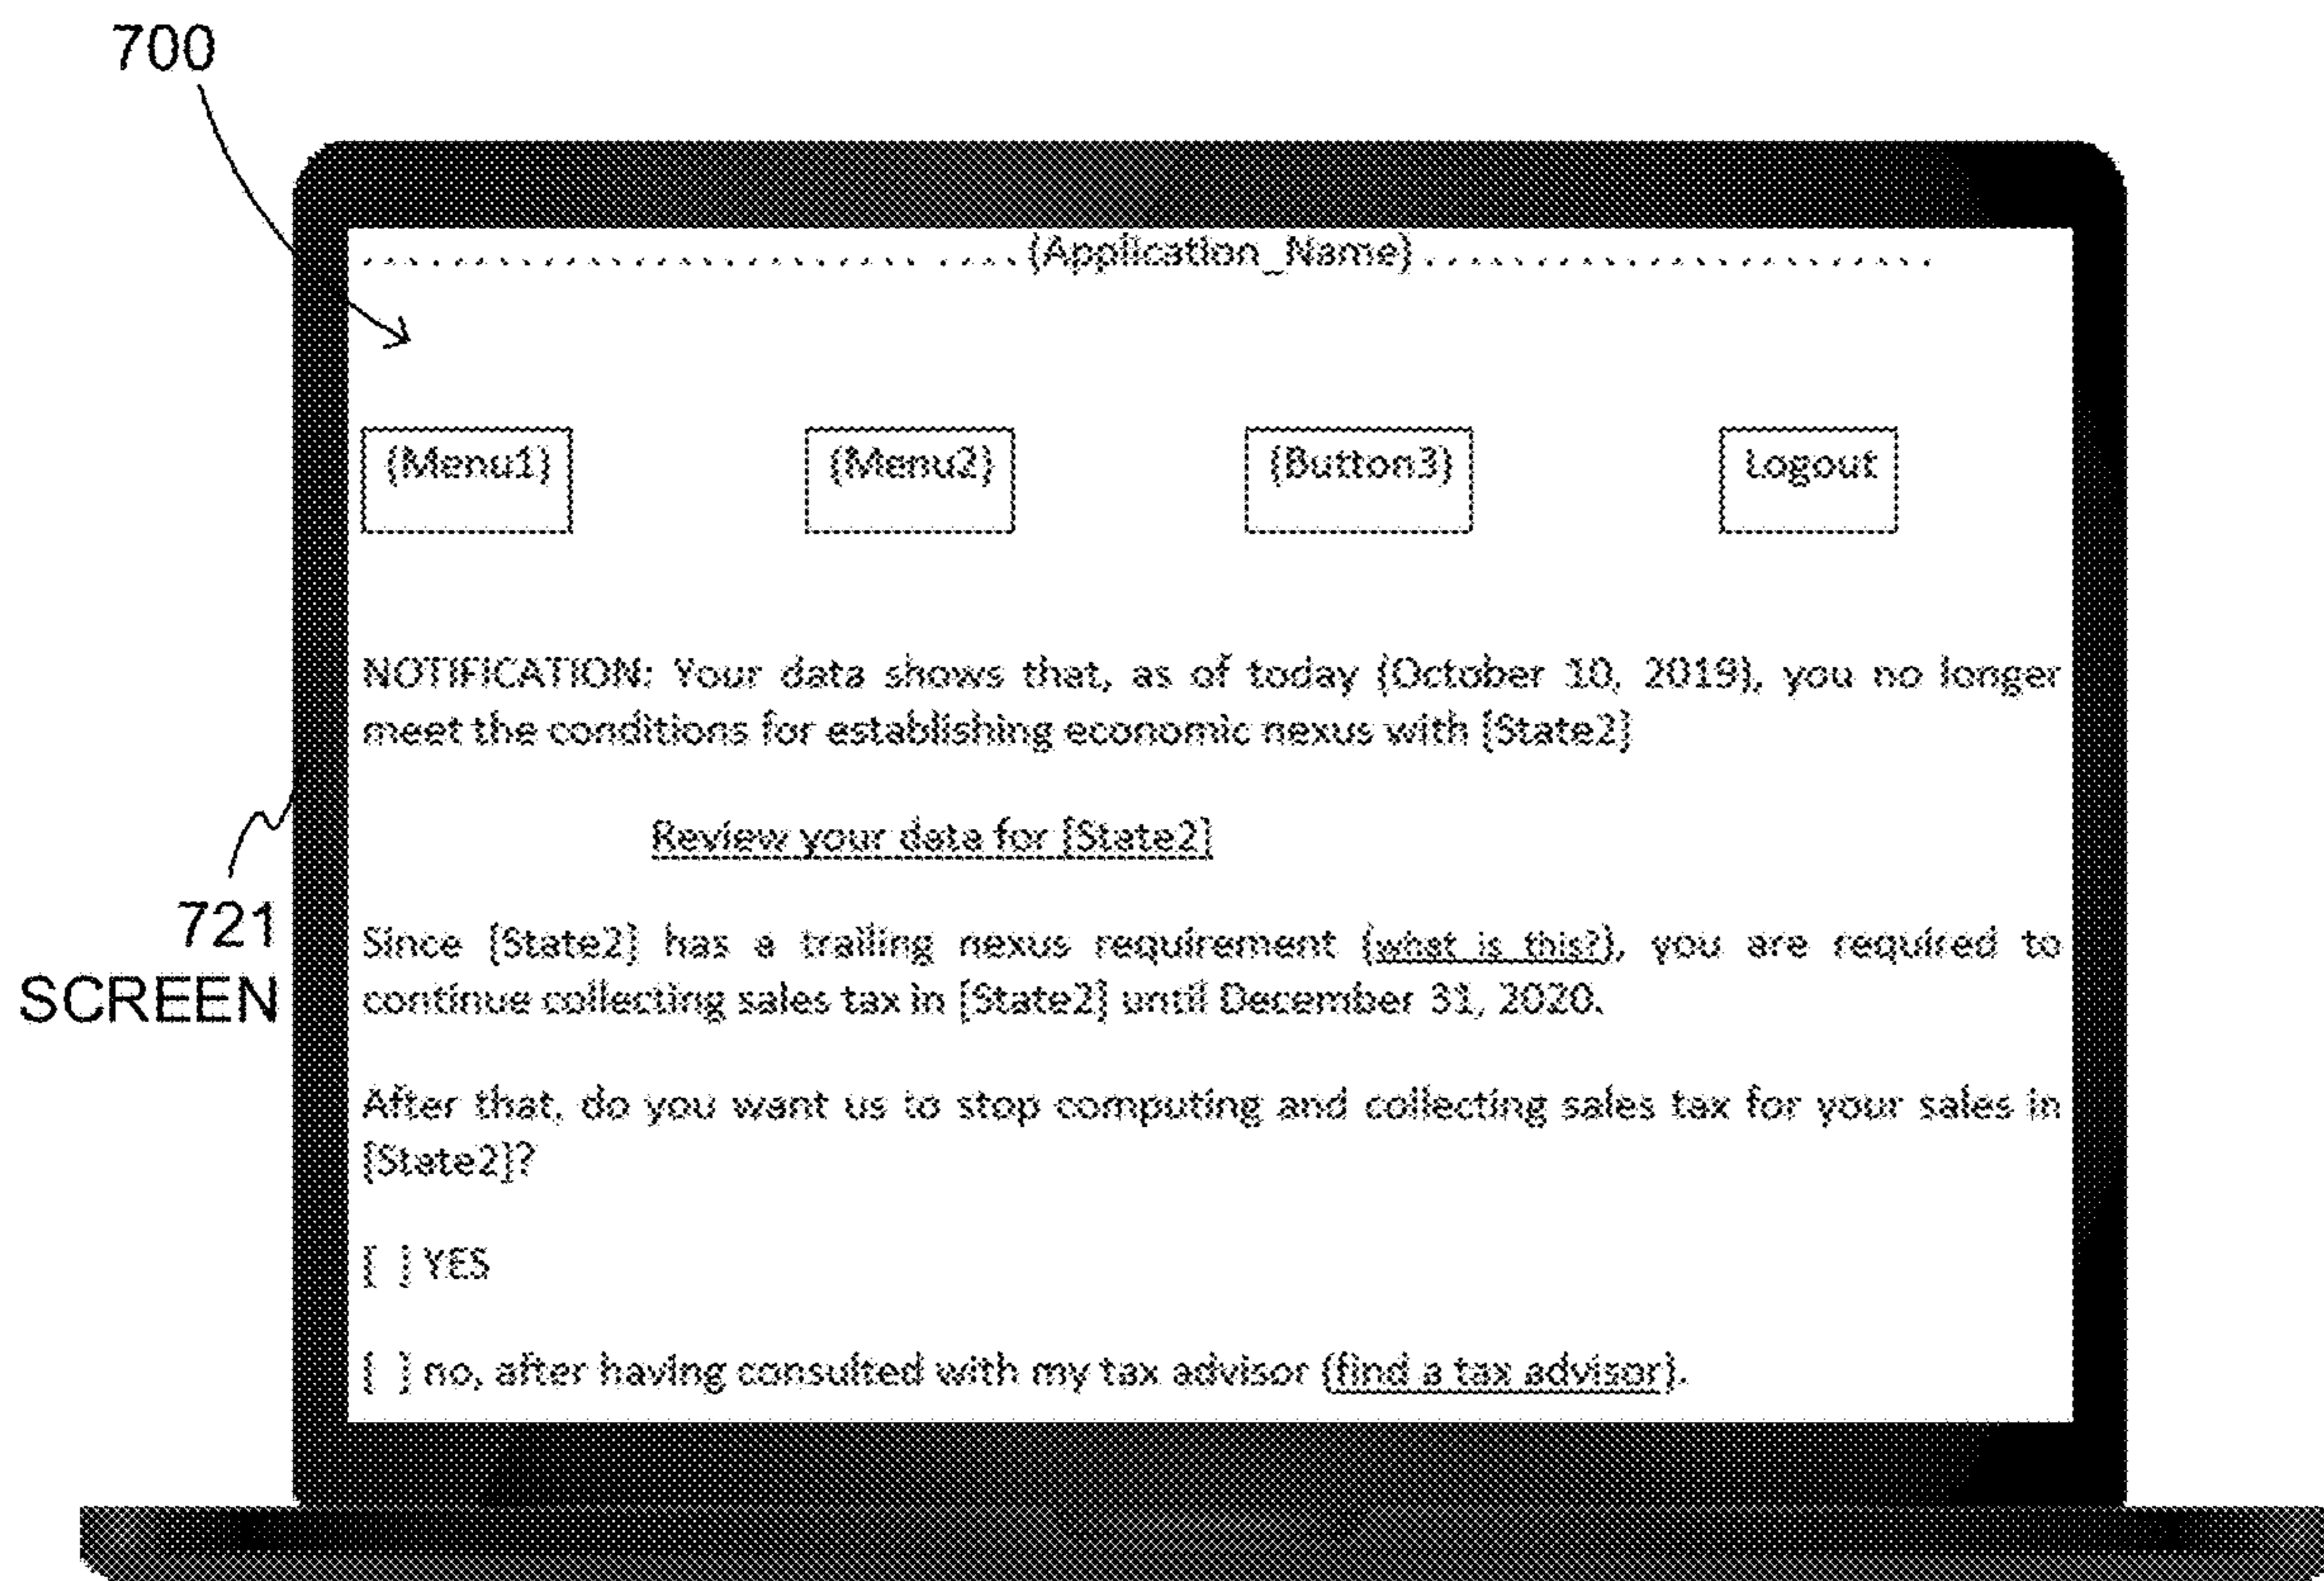 700
. . . . . . . . . . . . . . . . . . . . . . . . . . . . . (Application_Name) . . . . . . . . . . . . . . . . . . . . . . .
(Menu1) (Menu2) (Button3) Logout
NOTIFICATION: Your data shows that, as of today (October 10, 2019), you no longer
meet the conditions for establishing economic nexus with [State2]
Review your data for [State2]
721
SCREEN
Since [State2] has a trailing nexus requirement (what is this?), you are required to
continue collecting sales tax in [State2] until December 31, 2020.
After that, do you want us to stop computing and collecting sales tax for your sales in
[State2]?
[ ] YES
[ ] no, after having consulted with my tax advisor (find a tax advisor).